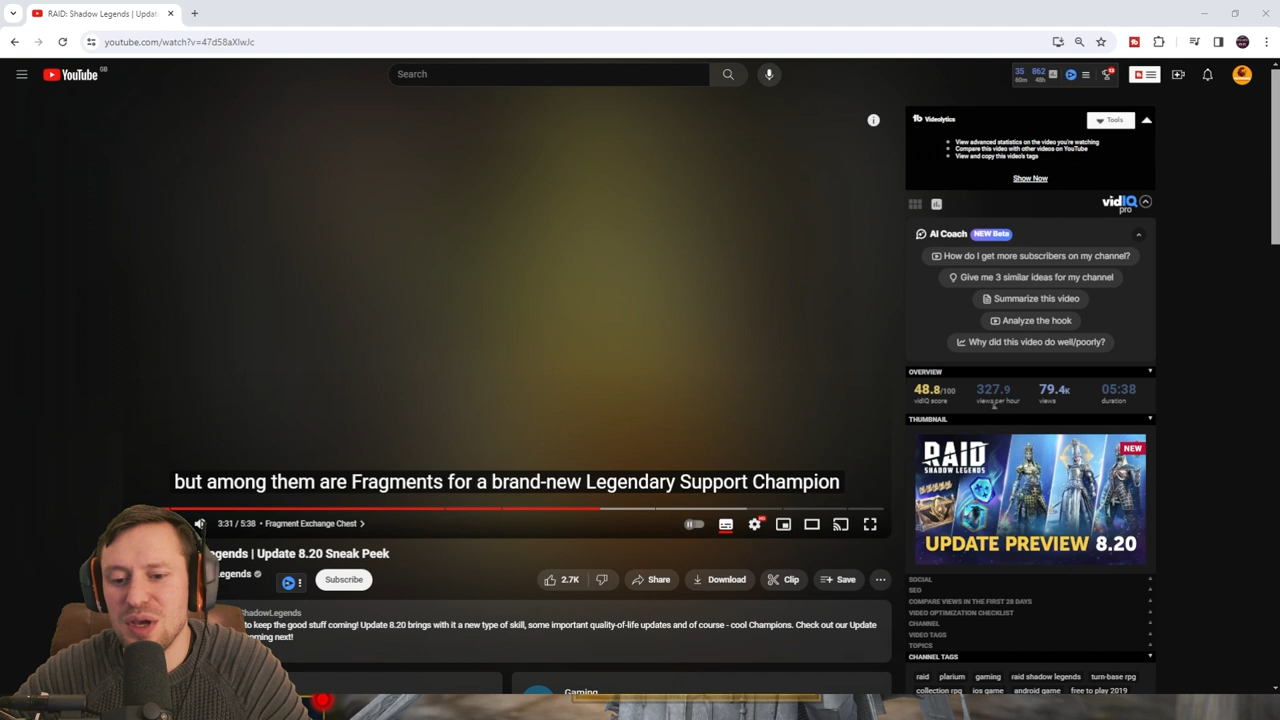 RAID: Shadow Legends | Updat
youtube.com/watch?v=47d58aXlwJc
YouTube GB
Search
35 862
60m 48h
Videolytics
Tools
View advanced statistics on the video you're watching
Compare this video with other videos on YouTube
View and copy this video's tags
Show Now
vidIQ
pro
AI Coach NEW Beta
How do I get more subscribers on my channel?
Give me 3 similar ideas for my channel
Summarize this video
Analyze the hook
Why did this video do well/poorly?
OVERVIEW
48.8/100 327.9 79.4K 05:38
vidIQ score views per hour views duration
THUMBNAIL
RAID
SHADOW LEGENDS
NEW
UPDATE PREVIEW 8.20
but among them are Fragments for a brand-new Legendary Support Champion
3:31 / 5:38 • Fragment Exchange Chest
egends | Update 8.20 Sneak Peek
egends
Subscribe
2.7K
Share
Download
Clip
Save
ShadowLegends
to keep the good stuff coming! Update 8.20 brings with it a new type of skill, some important quality-of-life updates and of course - cool Champions. Check out our Update
oming next!
Gaming
SOCIAL
SEO
COMPARE VIEWS IN THE FIRST 28 DAYS
VIDEO OPTIMIZATION CHECKLIST
CHANNEL
VIDEO TAGS
TOPICS
CHANNEL TAGS
raid plarium gaming raid shadow legends turn-base rpg
collection rpg ios game android game free to play 2019